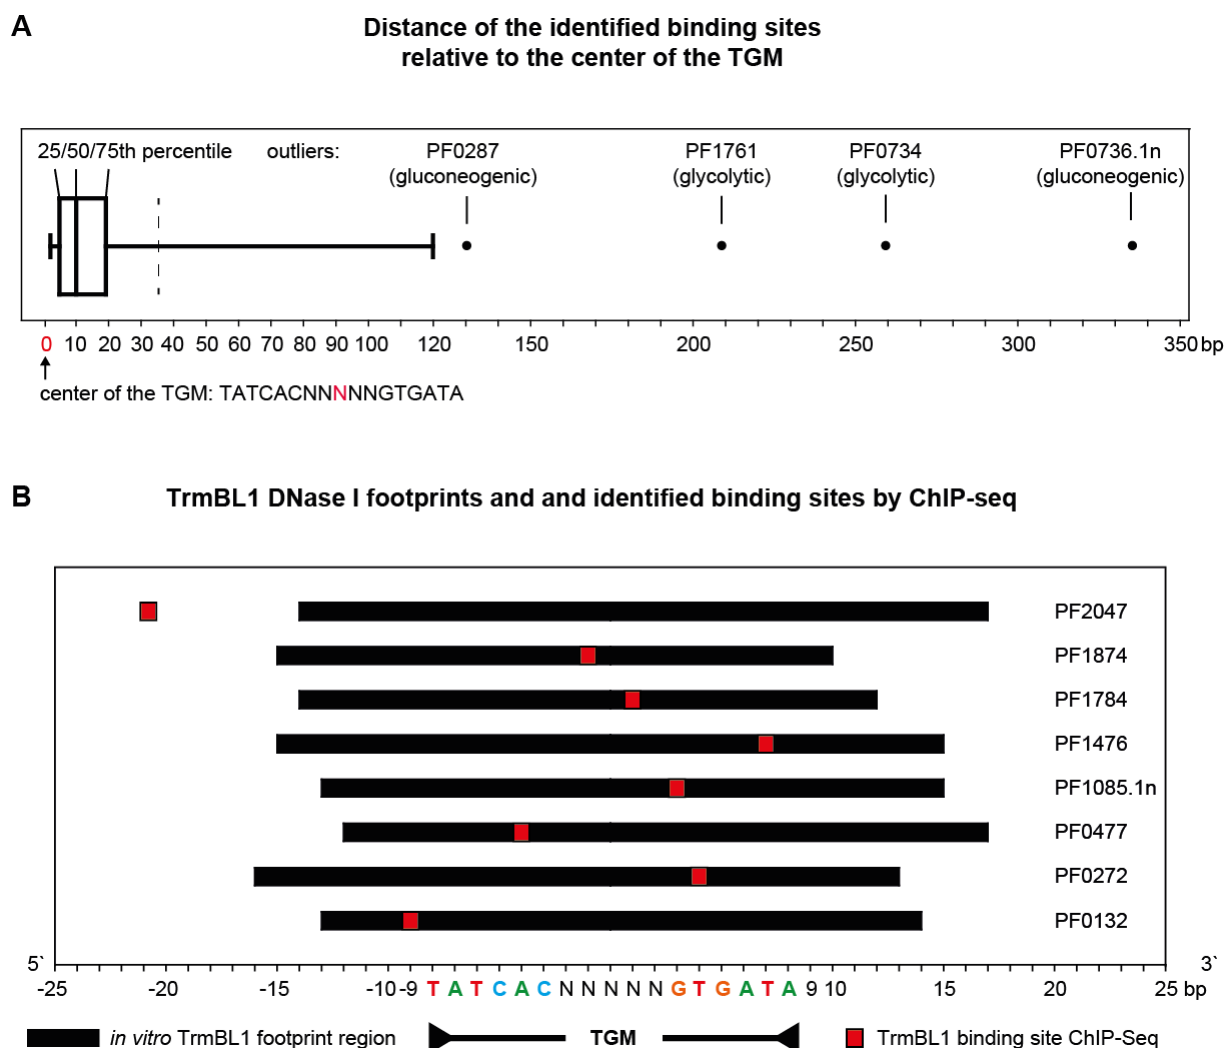 A
Distance of the identified binding sites
relative to the center of the TGM
25/50/75th percentile outliers: PF0287 PF1761 PF0734 PF0736.1n
(gluconeogenic) (glycolytic) (glycolytic) (gluconeogenic)
0 10 20 30 40 50 60 70 80 90 100 120 150 200 250 300 350 bp
center of the TGM: TATCACNNNNNGTGATA
B
TrmBL1 DNase I footprints and and identified binding sites by ChIP-seq
PF2047
PF1874
PF1784
PF1476
PF1085.1n
PF0477
PF0272
PF0132
5` 3`
-25 -20 -15 -10 -9 T A T C A C N N N N N G T G A T A 9 10 15 20 25 bp
in vitro TrmBL1 footprint region TGM TrmBL1 binding site ChIP-Seq